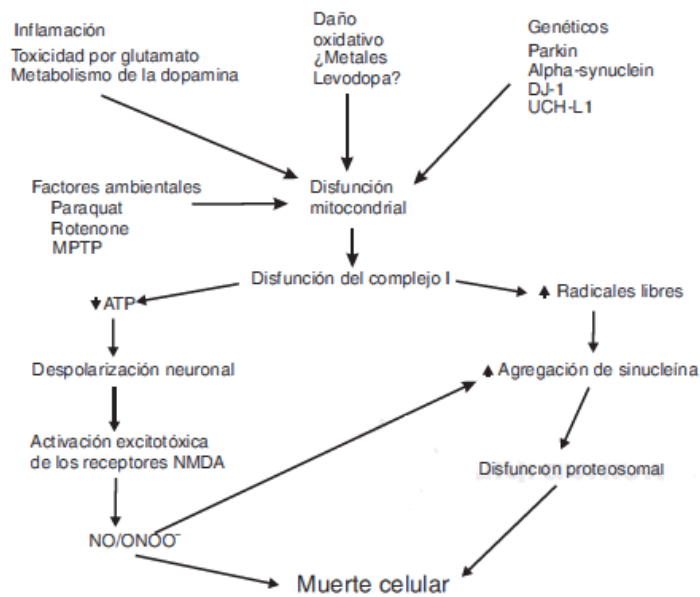 Inflamación
Toxicidad por glutamato
Metabolismo de la dopamina
Daño
oxidativo
¿Metales
Levodopa?
Genéticos
Parkin
Alpha-synuclein
DJ-1
UCH-L1
Factores ambientales
Paraquat
Rotenone
MPTP
Disfunción
mitocondrial
Disfunción del complejo I
ATP
Radicales libres
Despolarización neuronal
Agregación de sinucleína
Activación excitotóxica
de los receptores NMDA
Disfunción proteosomal
NO/ONOO⁻
Muerte celular